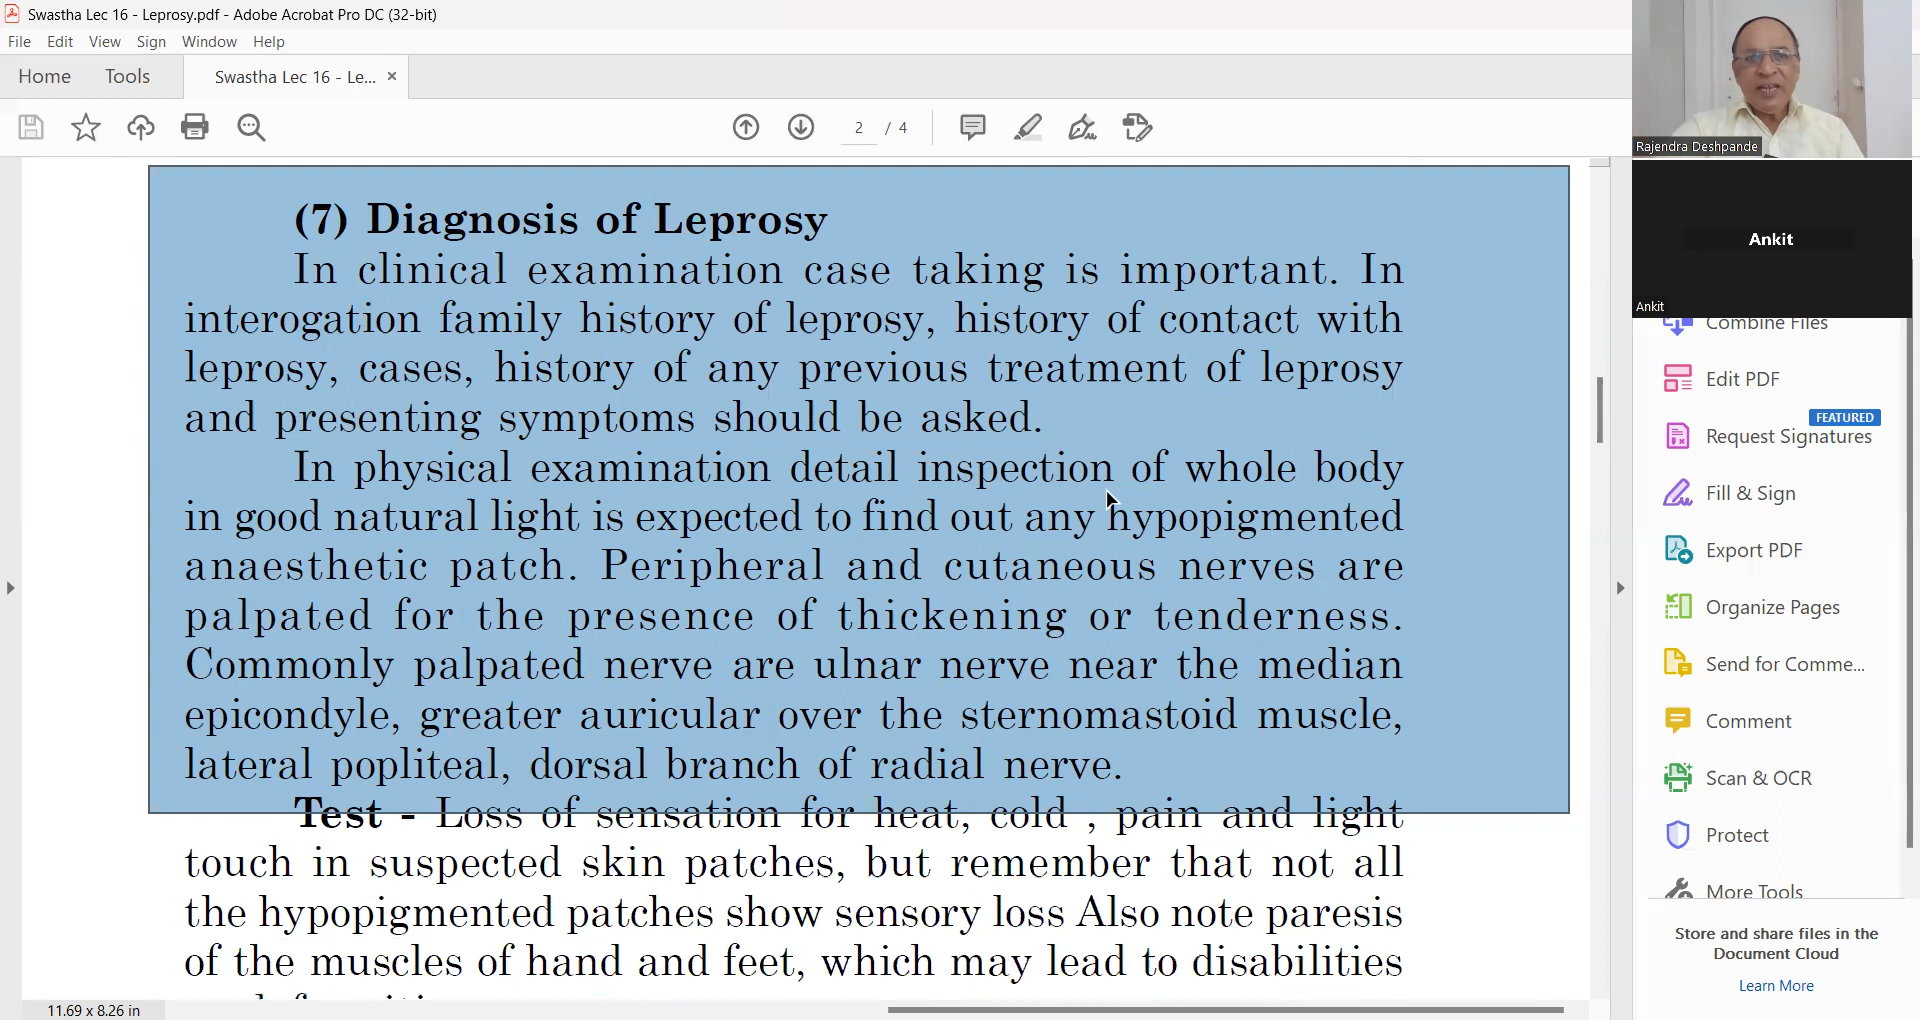 Swastha Lec 16 - Leprosy.pdf - Adobe Acrobat Pro DC (32-bit)
File Edit View Sign Window Help
Home Tools Swastha Lec 16 - Le... ×
2 / 4
(7) Diagnosis of Leprosy
In clinical examination case taking is important. In
interogation family history of leprosy, history of contact with
leprosy, cases, history of any previous treatment of leprosy
and presenting symptoms should be asked.
In physical examination detail inspection of whole body
in good natural light is expected to find out any hypopigmented
anaesthetic patch. Peripheral and cutaneous nerves are
palpated for the presence of thickening or tenderness.
Commonly palpated nerve are ulnar nerve near the median
epicondyle, greater auricular over the sternomastoid muscle,
lateral popliteal, dorsal branch of radial nerve.
Test - Loss of sensation for heat, cold , pain and light
touch in suspected skin patches, but remember that not all
the hypopigmented patches show sensory loss Also note paresis
of the muscles of hand and feet, which may lead to disabilities
11.69 x 8.26 in
Rajendra Deshpande
Ankit
Ankit
Combine Files
Edit PDF
FEATURED
Request Signatures
Fill & Sign
Export PDF
Organize Pages
Send for Comme...
Comment
Scan & OCR
Protect
More Tools
Store and share files in the
Document Cloud
Learn More